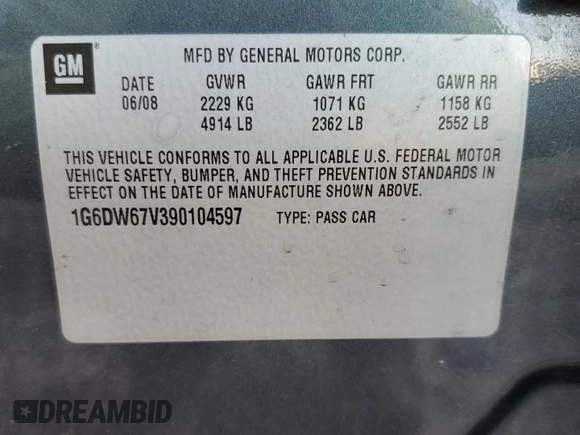 GM ® MFD BY GENERAL MOTORS CORP.
DATE GVWR GAWR FRT GAWR RR
06/08 2229 KG 1071 KG 1158 KG
4914 LB 2362 LB 2552 LB
THIS VEHICLE CONFORMS TO ALL APPLICABLE U.S. FEDERAL MOTOR
VEHICLE SAFETY, BUMPER, AND THEFT PREVENTION STANDARDS IN
EFFECT ON THE DATE OF MANUFACTURE SHOWN ABOVE.
1G6DW67V390104597 TYPE: PASS CAR
DREAMBID